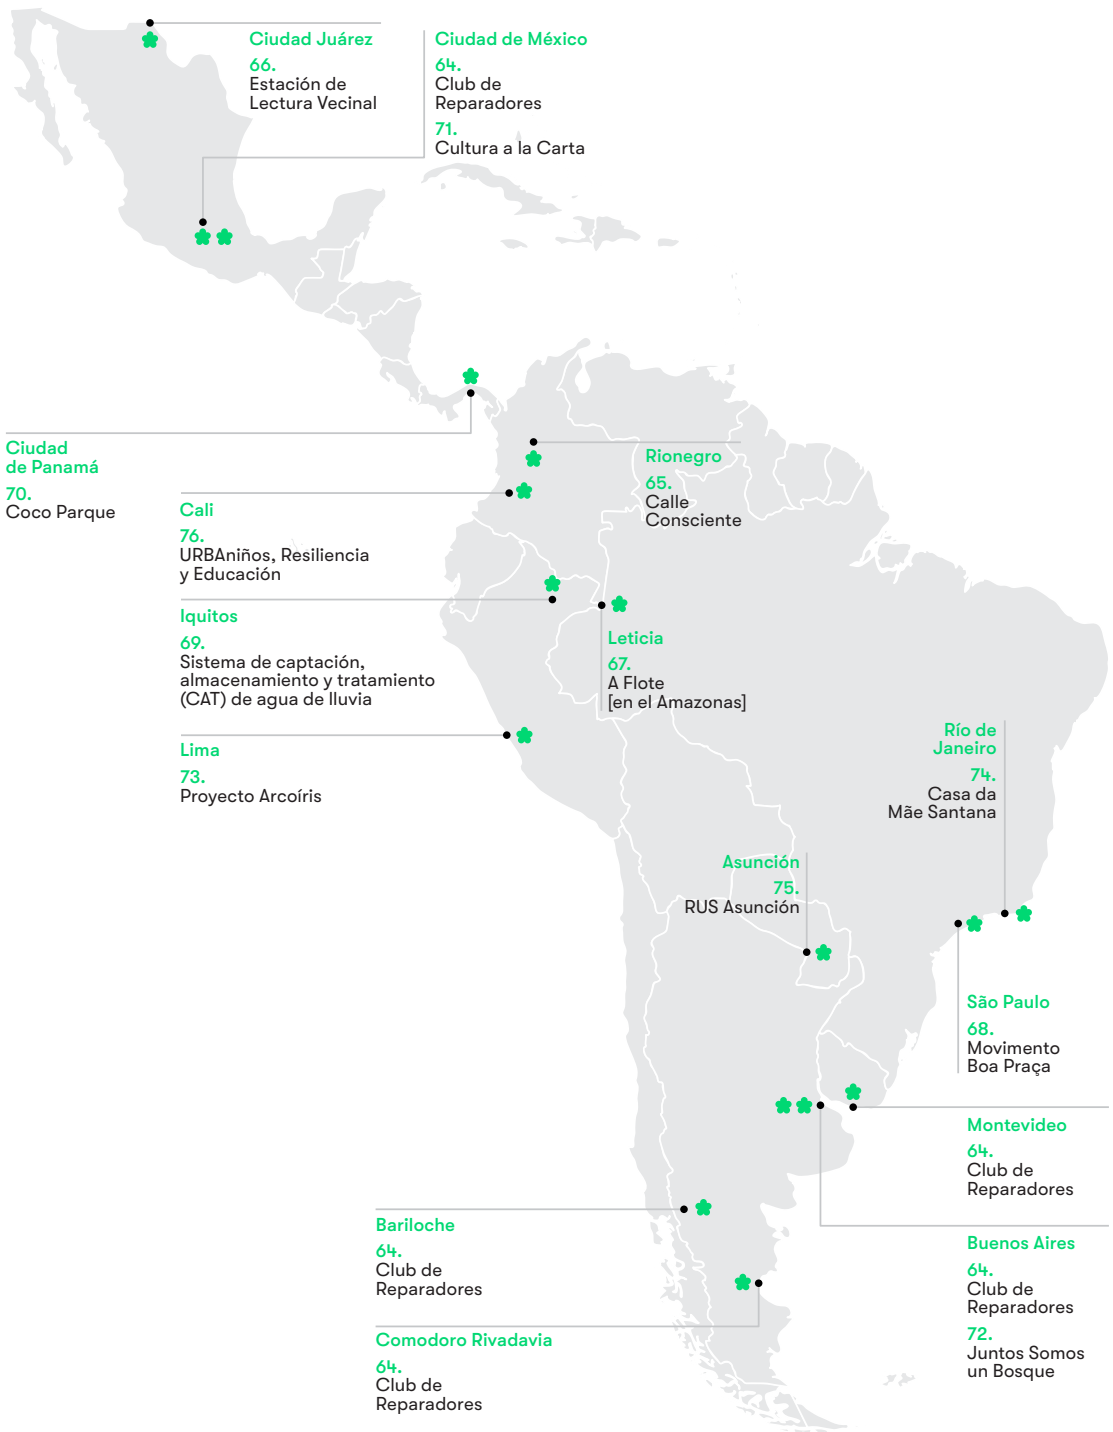 Ciudad Juárez
66.
Estación de
Lectura Vecinal
Ciudad de México
64.
Club de
Reparadores
71.
Cultura a la Carta
Ciudad
de Panamá
70.
Coco Parque
Rionegro
65.
Calle
Consciente
Cali
76.
URBAniños, Resiliencia
y Educación
Iquitos
69.
Sistema de captación,
almacenamiento y tratamiento
(CAT) de agua de lluvia
Leticia
67.
A Flote
[en el Amazonas]
Lima
73.
Proyecto Arcoíris
Río de
Janeiro
74.
Casa da
Mãe Santana
Asunción
75.
RUS Asunción
São Paulo
68.
Movimento
Boa Praça
Montevideo
64.
Club de
Reparadores
Bariloche
64.
Club de
Reparadores
Buenos Aires
64.
Club de
Reparadores
72.
Juntos Somos
un Bosque
Comodoro Rivadavia
64.
Club de
Reparadores